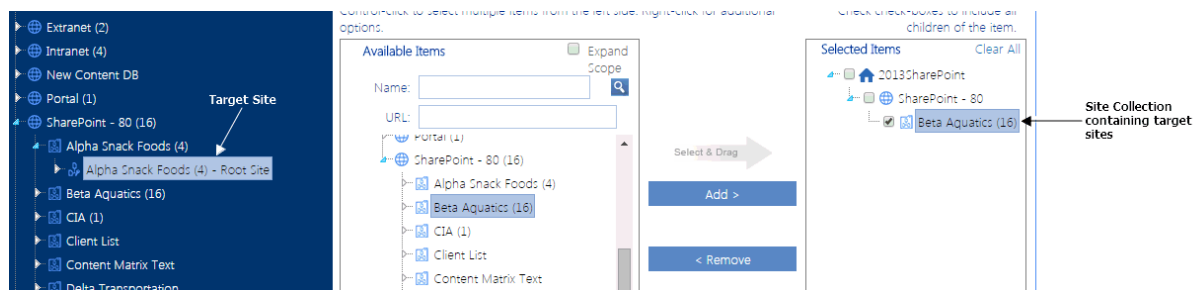 Control-click to select multiple items from the left side. Right-click for additional
options.
Check check-boxes to include all
children of the item.
Extranet (2)
Intranet (4)
New Content DB
Portal (1)
Target Site
SharePoint - 80 (16)
Alpha Snack Foods (4)
Alpha Snack Foods (4) - Root Site
Beta Aquatics (16)
CIA (1)
Client List
Content Matrix Text
Delta Transportation
Available Items
Expand
Scope
Name:
URL:
Portal (1)
SharePoint - 80 (16)
Alpha Snack Foods (4)
Beta Aquatics (16)
CIA (1)
Client List
Content Matrix Text
Select & Drag
Add >
< Remove
Selected Items
Clear All
2013SharePoint
SharePoint - 80
Beta Aquatics (16)
Site Collection
containing target
sites